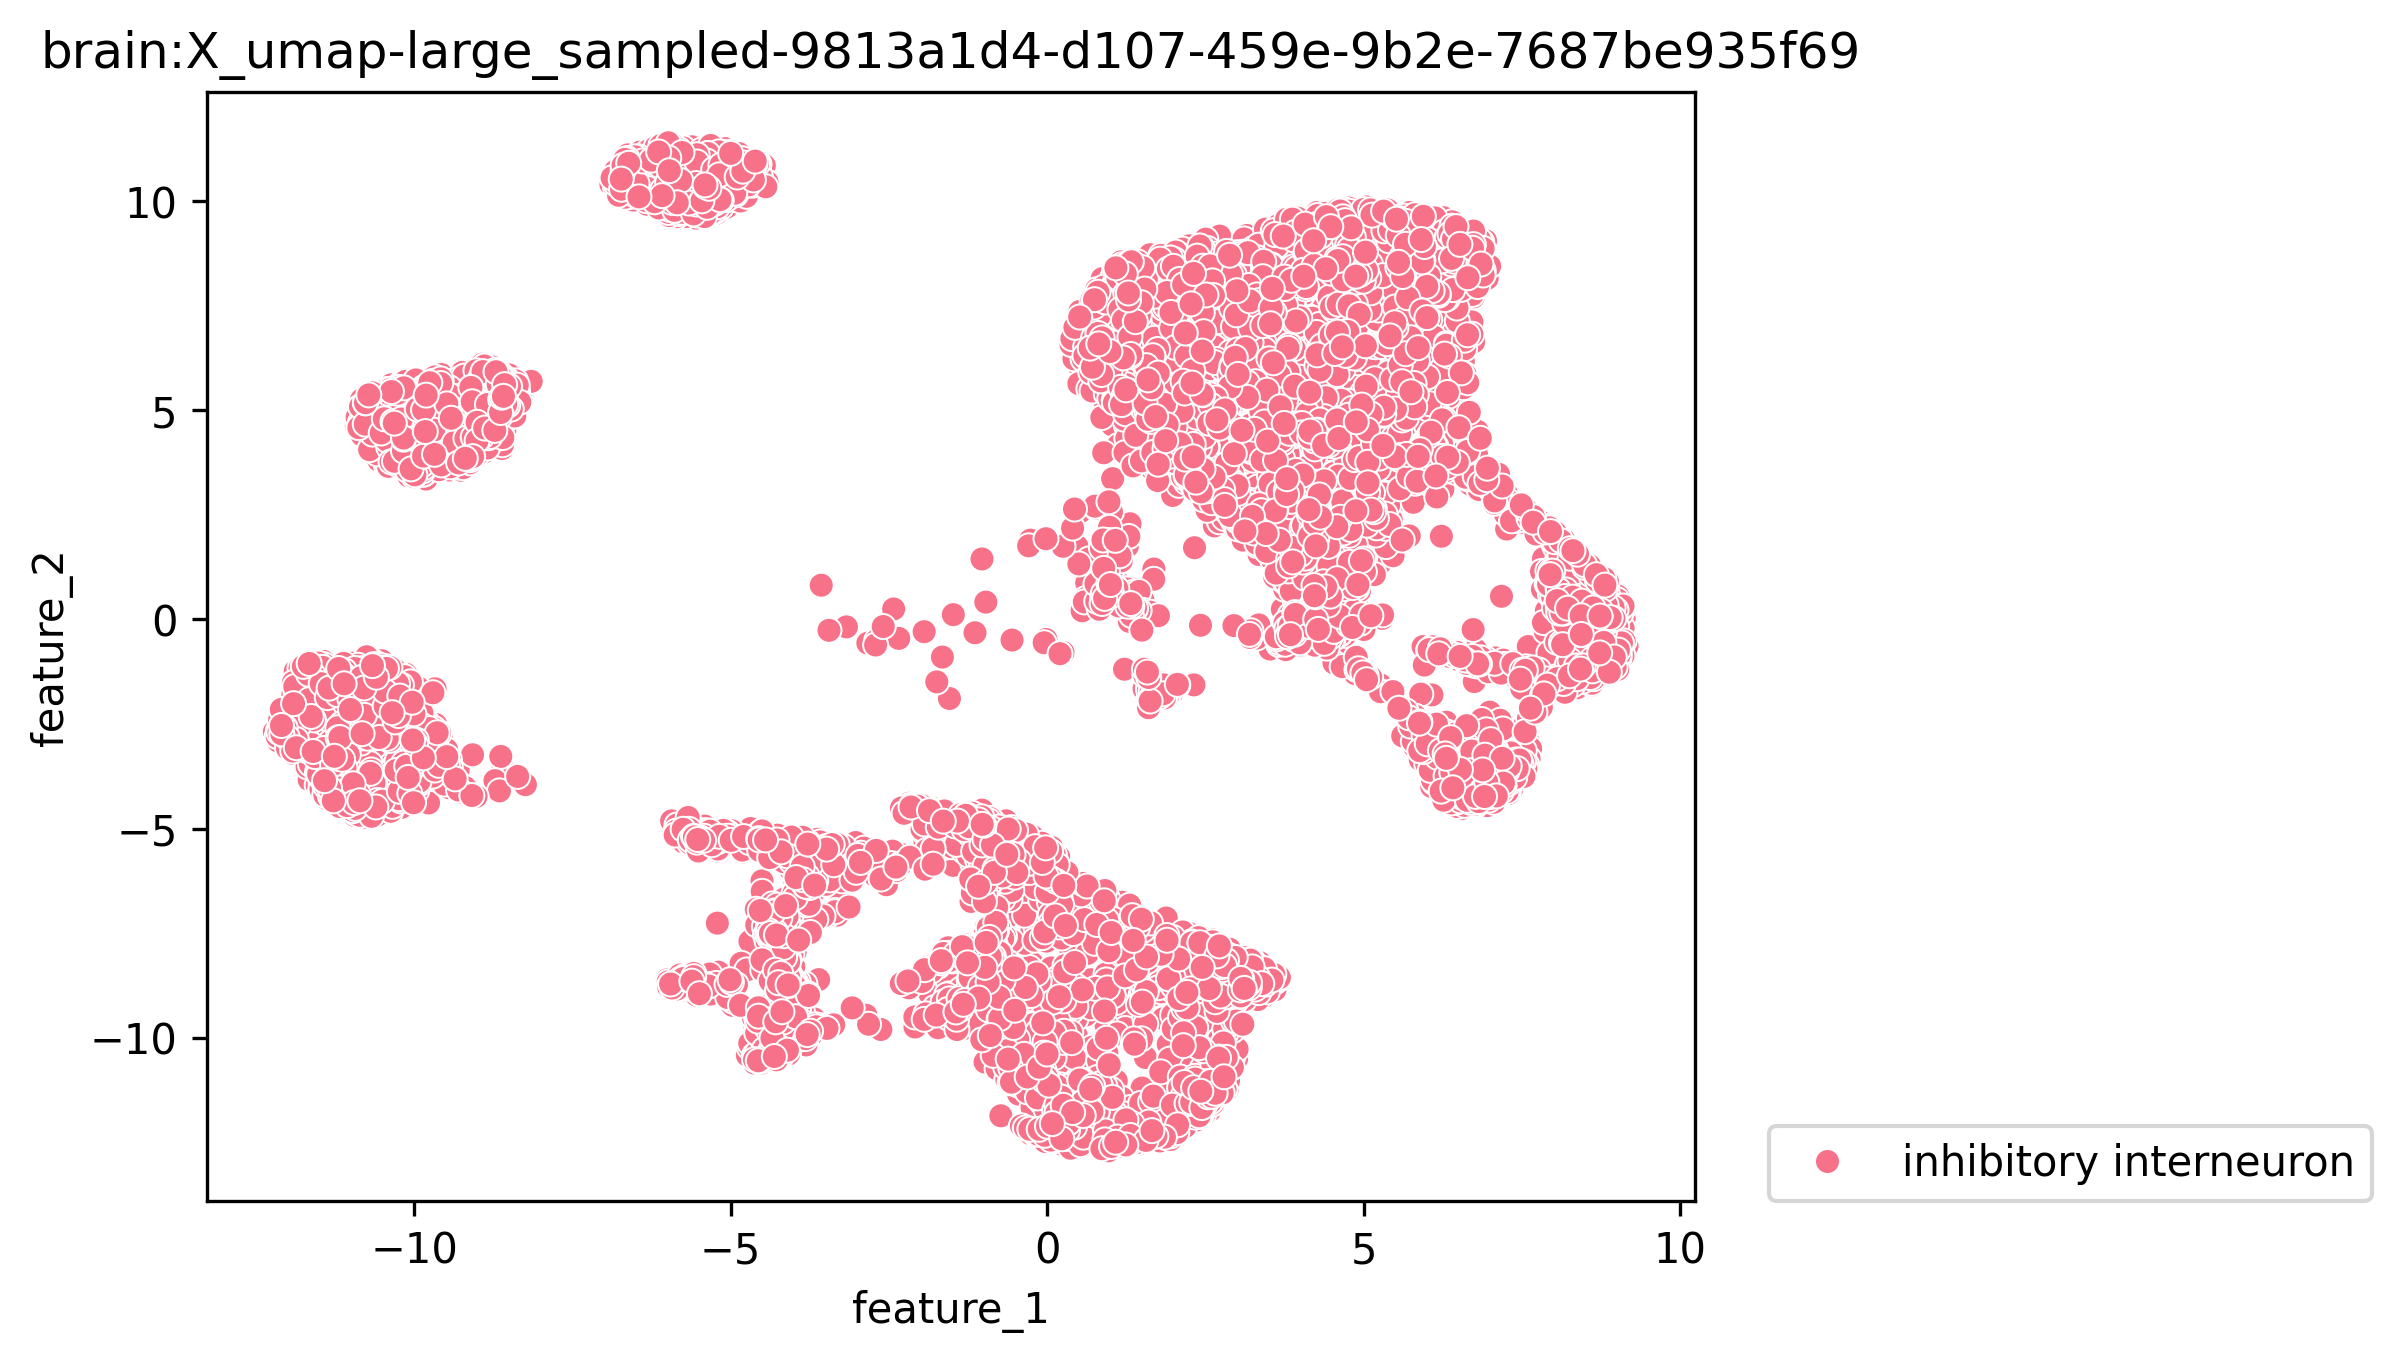 brain:X_umap-large_sampled-9813a1d4-d107-459e-9b2e-7687be935f69
feature_2
10
5
0
−5
−10
−10
−5
0
5
10
feature_1
inhibitory interneuron